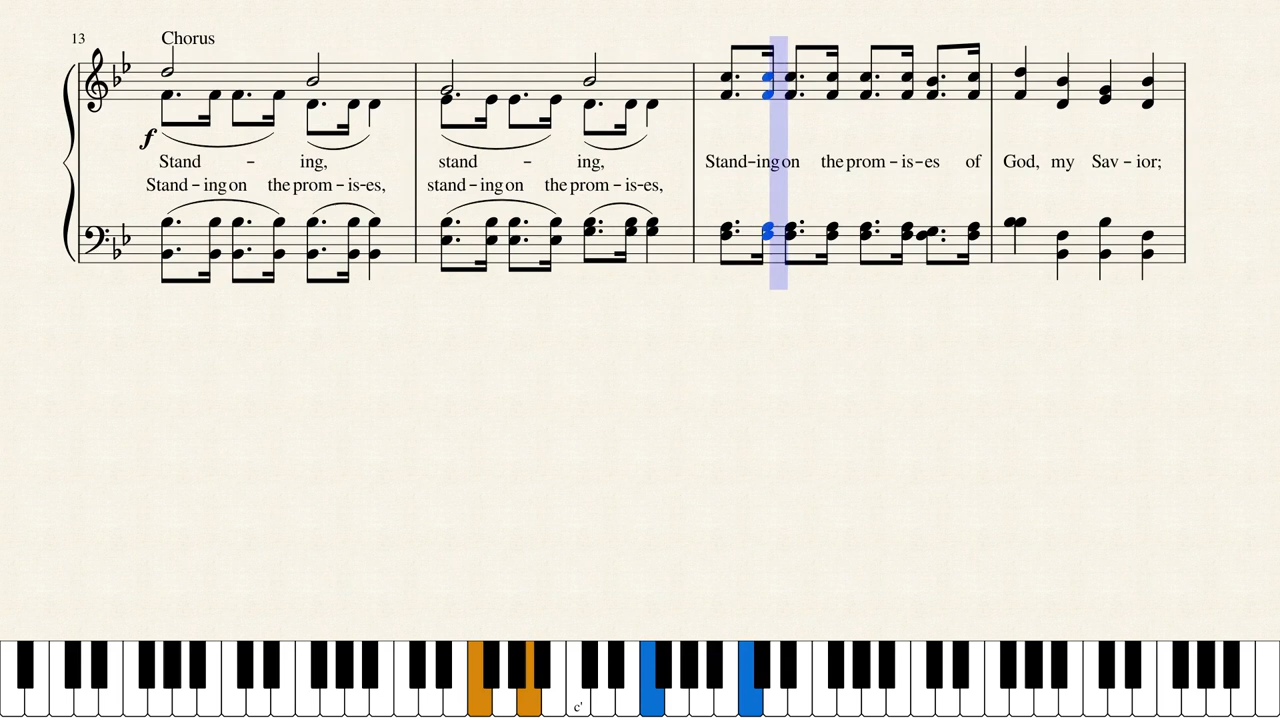 13
Chorus
f
Stand - ing, stand - ing, Stand-ing on the prom-is-es of God, my Sav-ior;
Stand-ing on the prom-is-es, stand-ing on the prom-is-es,
c'